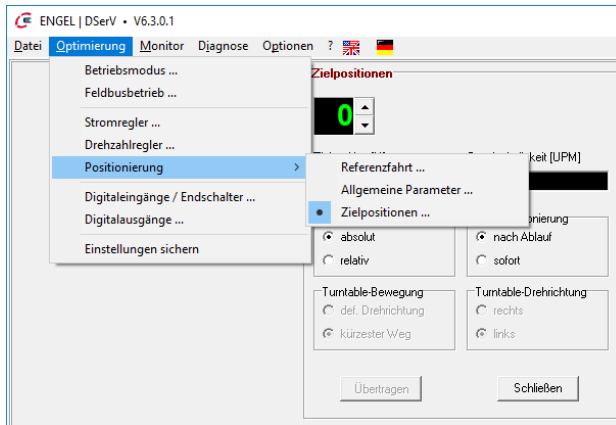 ENGEL | DSerV • V6.3.0.1
Datei Optimierung Monitor Diagnose Optionen ?
Betriebsmodus ...
Feldbusbetrieb ...
Stromregler ...
Drehzahlregler ...
Positionierung
Digitaleingänge / Endschalter ...
Digitalausgänge ...
Einstellungen sichern
Referenzfahrt ...
Allgemeine Parameter ...
Zielpositionen ...
Zielpositionen
0
keit [UPM]
absolut
relativ
nach Ablauf
sofort
Turntable-Bewegung
def. Drehrichtung
kürzester Weg
Turntable-Drehrichtung
rechts
links
Übertragen
Schließen